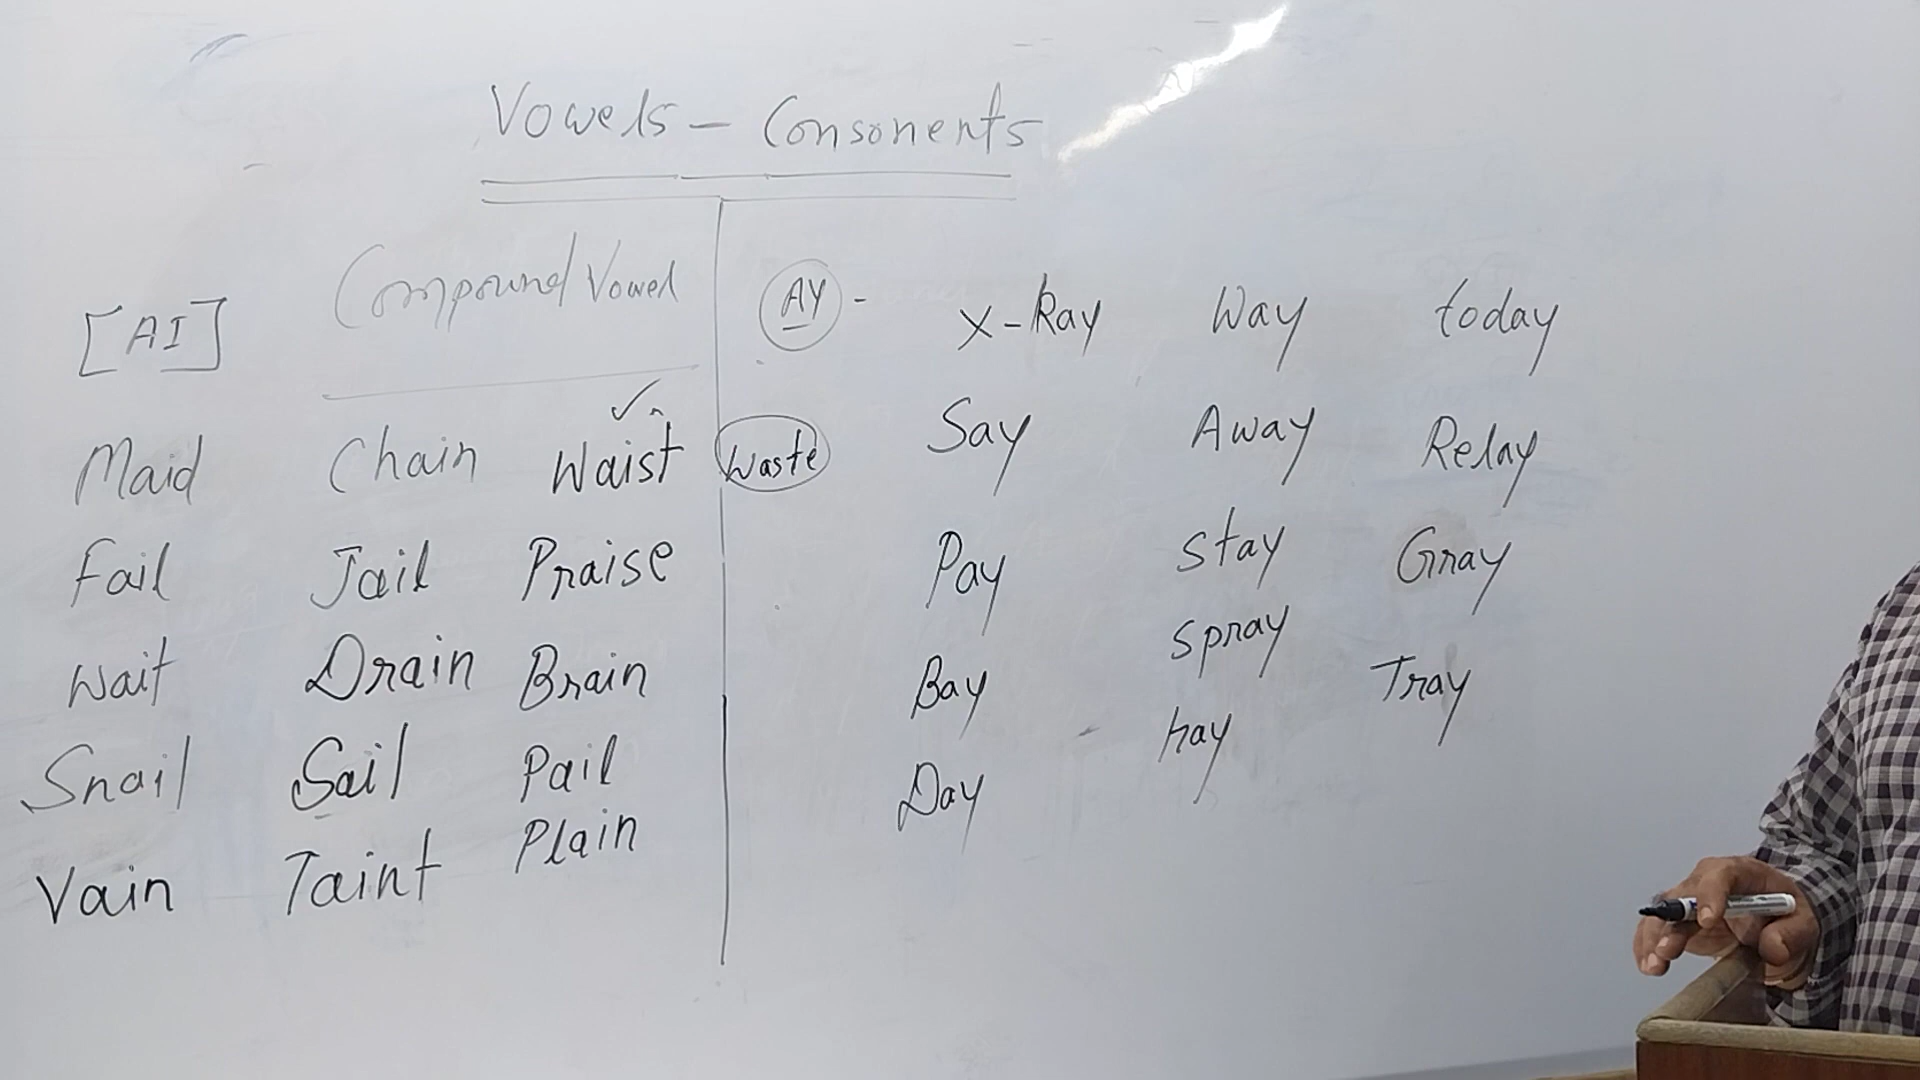 Vowels - Consonents
Compound Vowel
[AI]
Maid Chain Waist Waste
Fail Jail Praise
Wait Drain Brain
Snail Sail Pail
Vain Taint Plain
AY - X-Ray Way today
Say Away Relay
Pay Stay Gray
Bay Spray Tray
Day hay